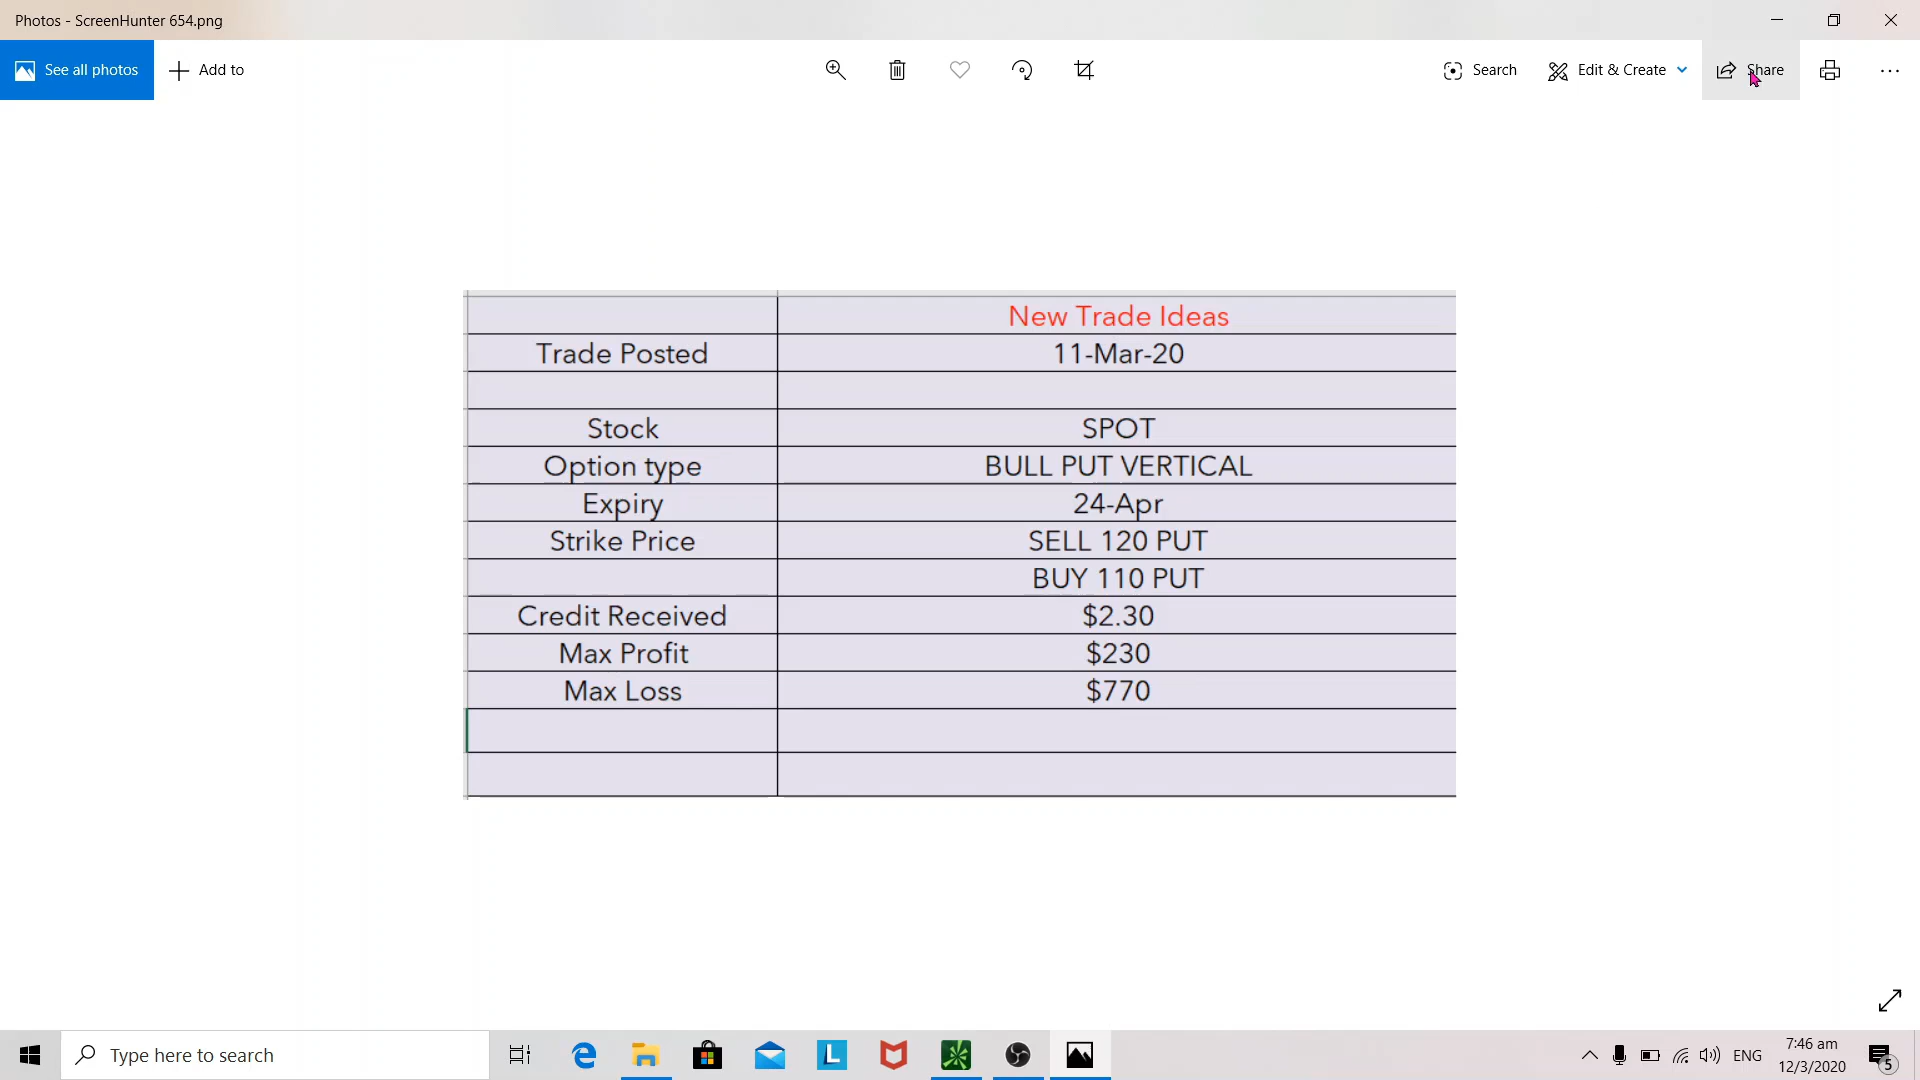 Photos - ScreenHunter 654.png
See all photos
Add to
Search
Edit & Create
Share
New Trade Ideas
Trade Posted 11-Mar-20
Stock SPOT
Option type BULL PUT VERTICAL
Expiry 24-Apr
Strike Price SELL 120 PUT
BUY 110 PUT
Credit Received $2.30
Max Profit $230
Max Loss $770
Type here to search
L
ENG
7:46 am
12/3/2020
5